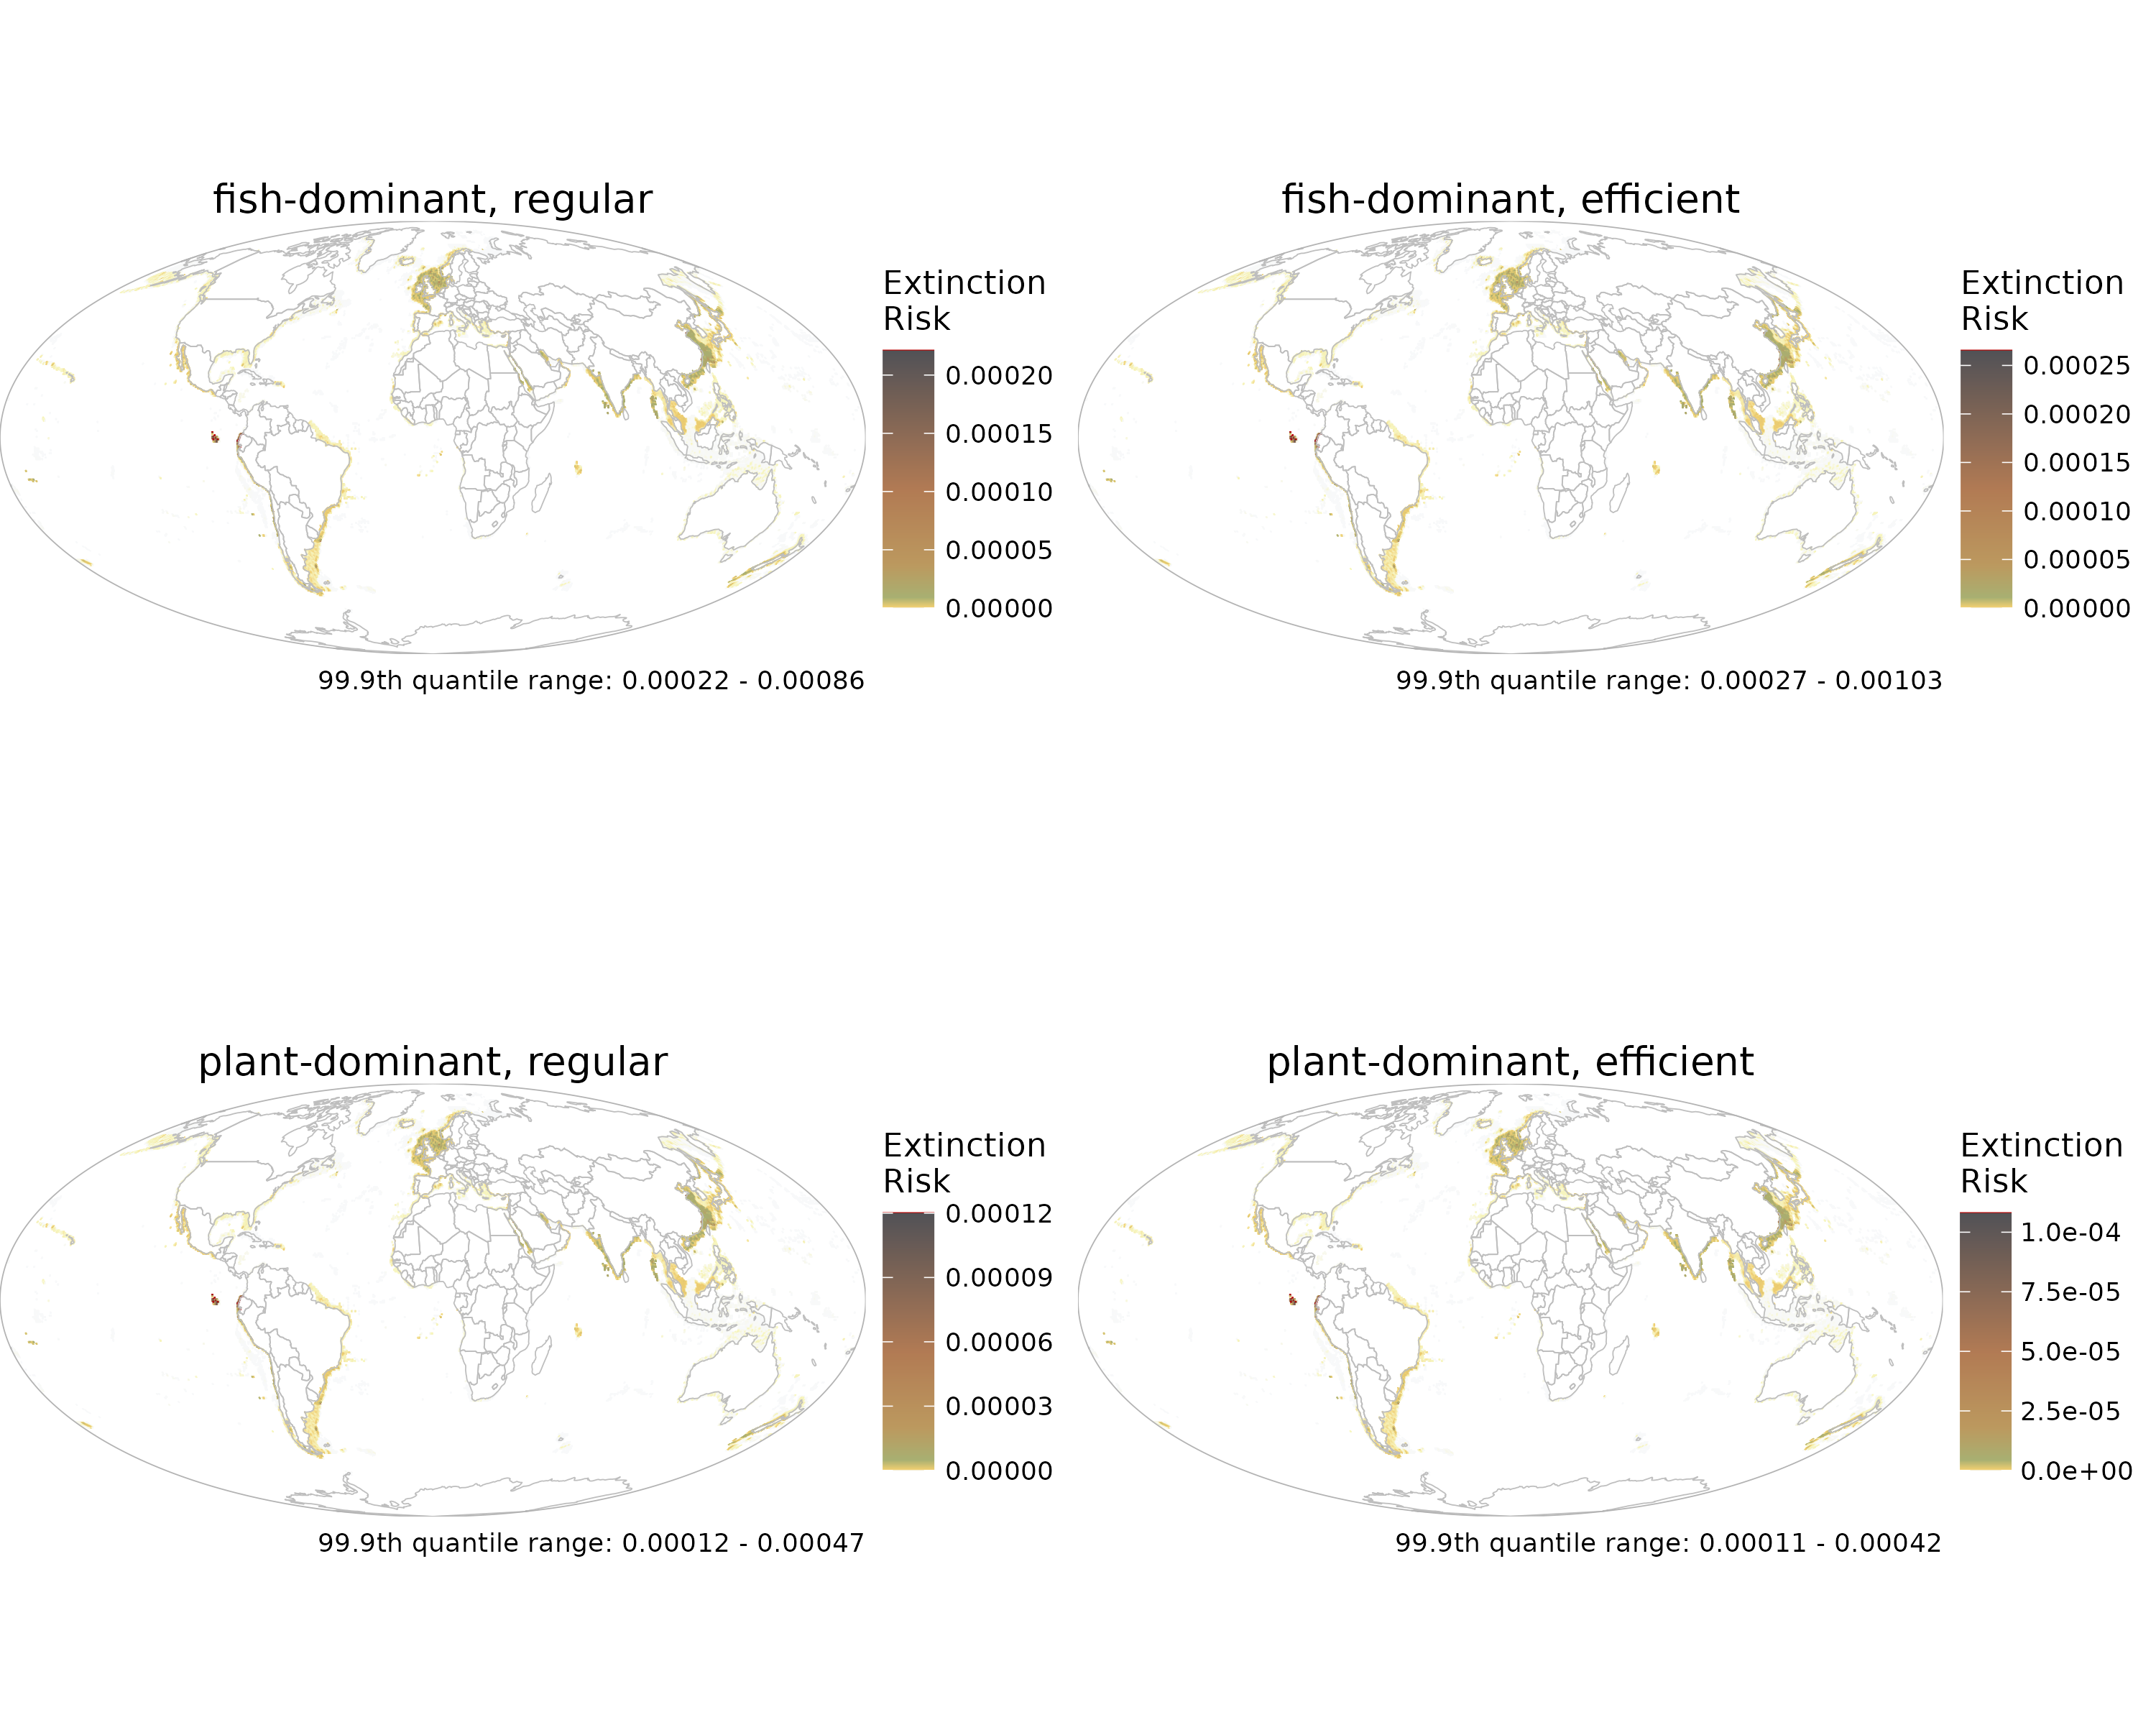 fish-dominant, regular
Extinction
Risk
0.00020
0.00015
0.00010
0.00005
0.00000
99.9th quantile range: 0.00022 - 0.00086
fish-dominant, efficient
Extinction
Risk
0.00025
0.00020
0.00015
0.00010
0.00005
0.00000
99.9th quantile range: 0.00027 - 0.00103
plant-dominant, regular
Extinction
Risk
0.00012
0.00009
0.00006
0.00003
0.00000
99.9th quantile range: 0.00012 - 0.00047
plant-dominant, efficient
Extinction
Risk
1.0e-04
7.5e-05
5.0e-05
2.5e-05
0.0e+00
99.9th quantile range: 0.00011 - 0.00042